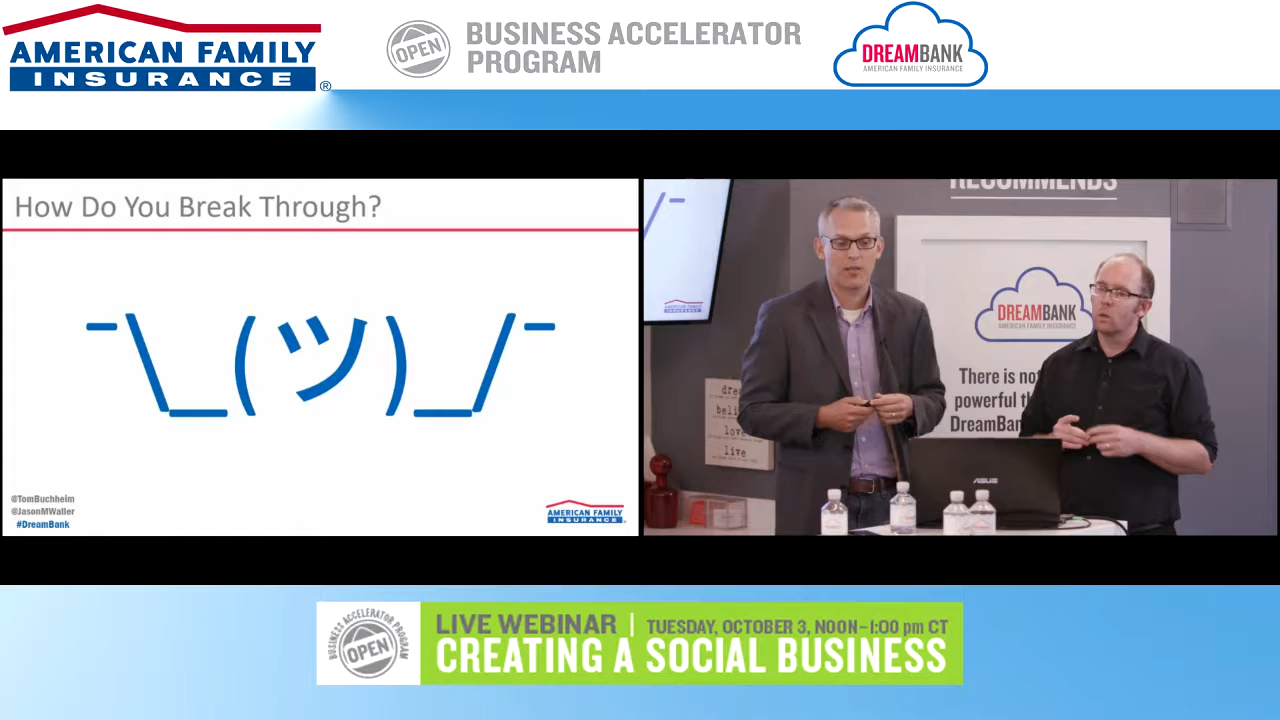 AMERICAN FAMILY
INSURANCE ®
OPEN
BUSINESS ACCELERATOR
PROGRAM
DREAMBANK
AMERICAN FAMILY INSURANCE
How Do You Break Through?
¯\_(ツ)_/¯
@TomBuchheim
@JasonMWaller
#DreamBank
AMERICAN FAMILY
INSURANCE
RECOMMENDS
DREAMBANK
AMERICAN FAMILY INSURANCE
There is not
powerful
DreamBan
love
live
ASUS
BUSINESS ACCELERATOR PROGRAM
OPEN
LIVE WEBINAR | TUESDAY, OCTOBER 3, NOON–1:00 pm CT
CREATING A SOCIAL BUSINESS